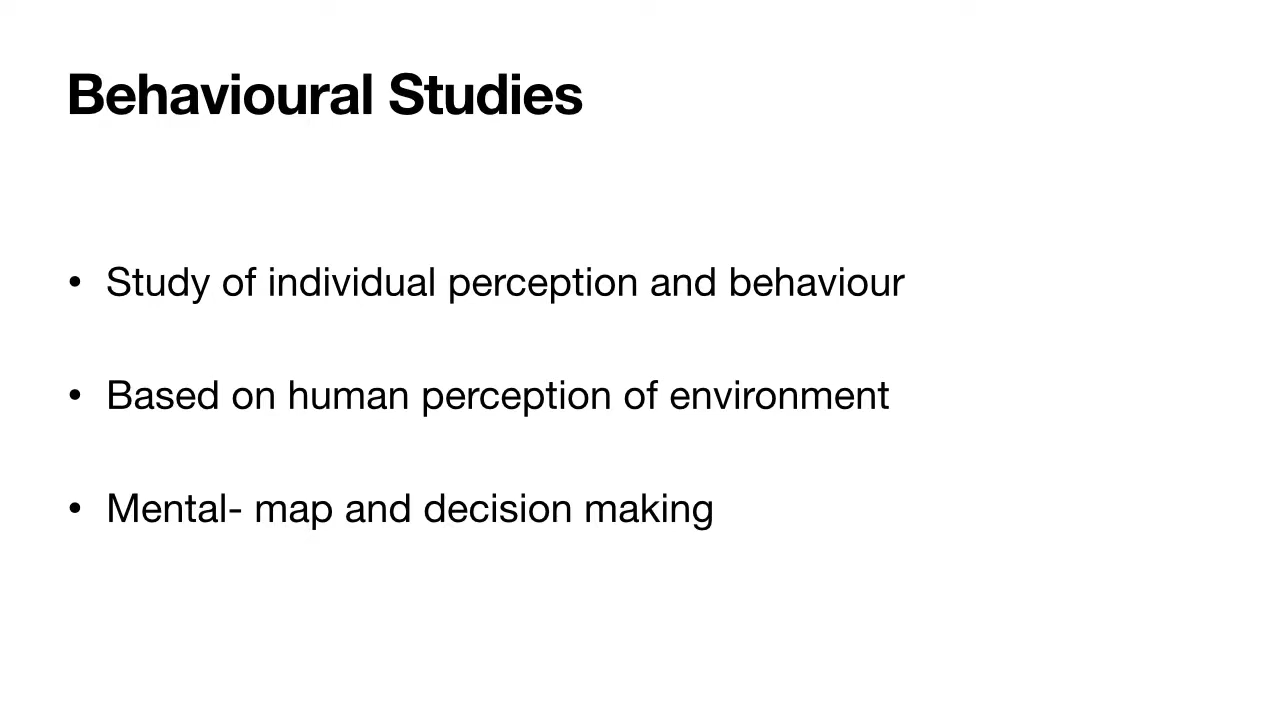 Behavioural Studies
• Study of individual perception and behaviour
• Based on human perception of environment
• Mental- map and decision making